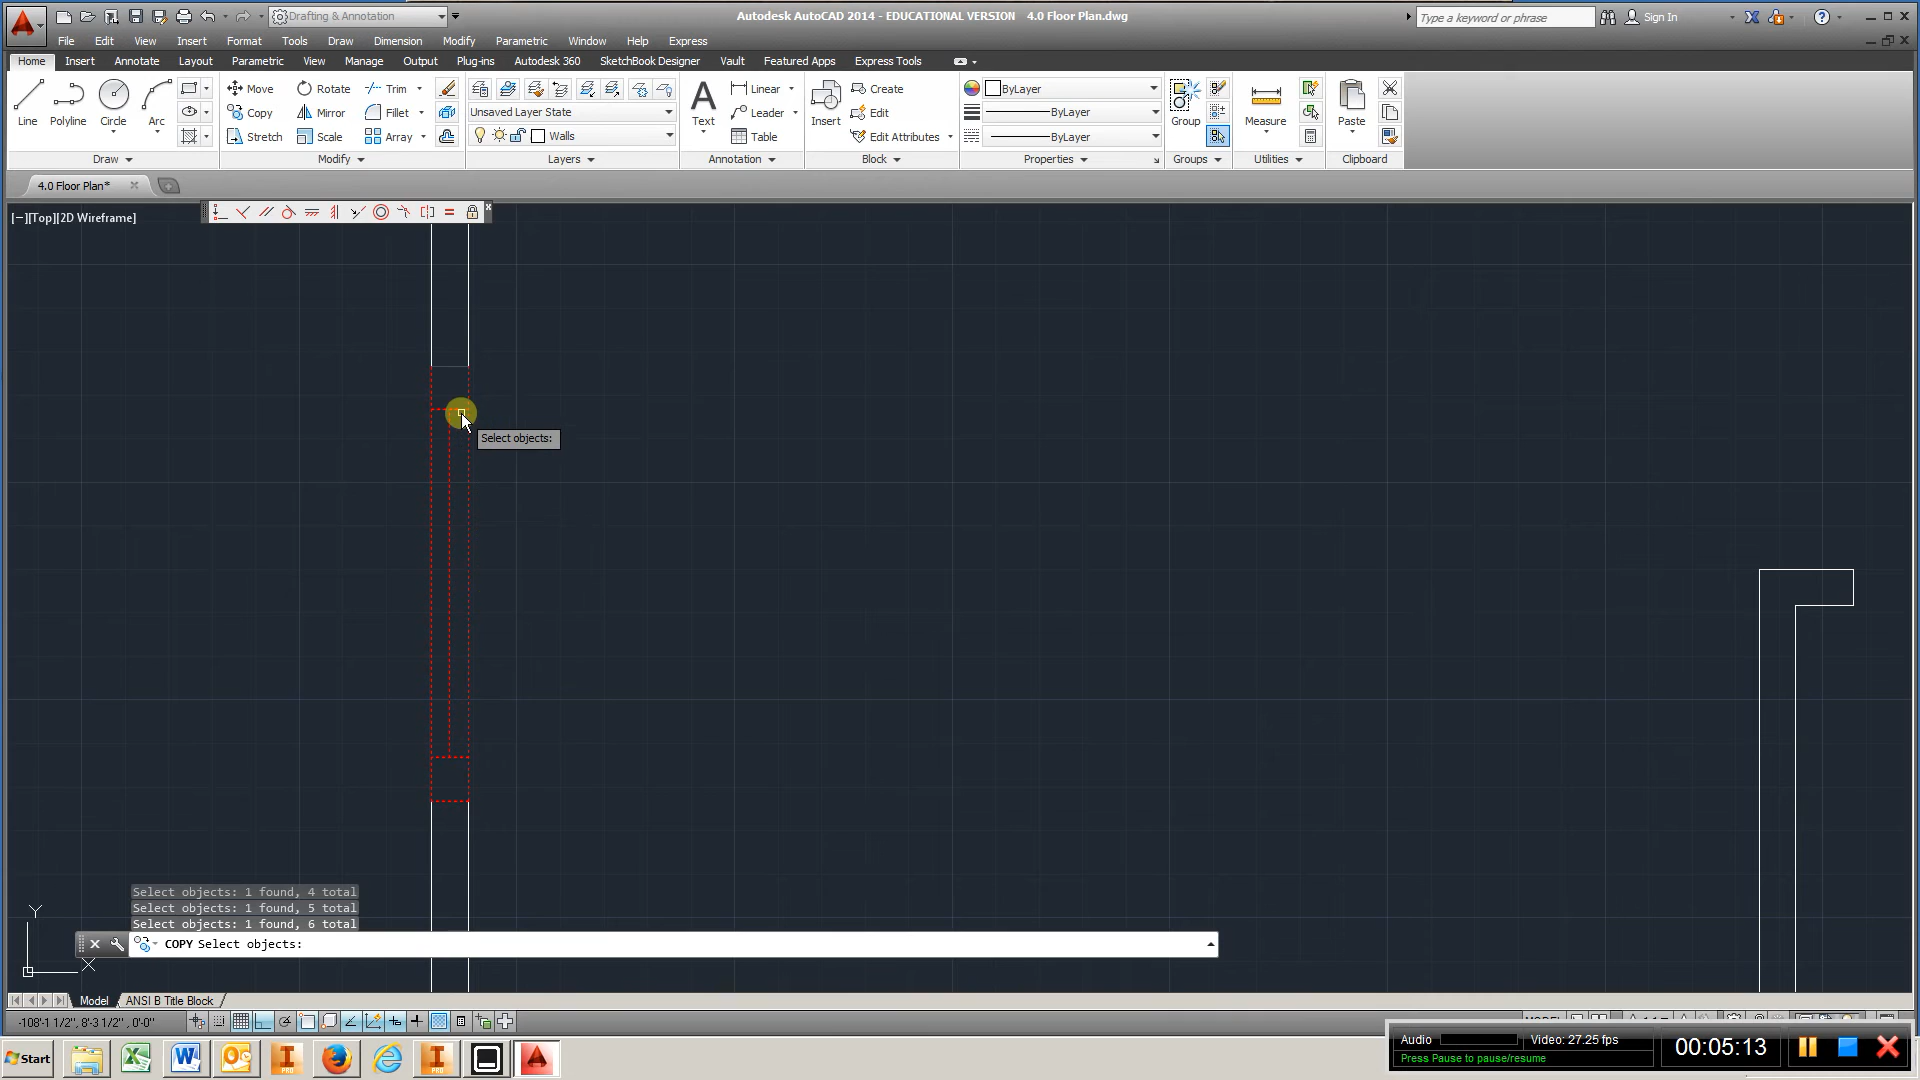 Drafting & Annotation
Autodesk AutoCAD 2014 - EDUCATIONAL VERSION 4.0 Floor Plan.dwg
Type a keyword or phrase
Sign In
File Edit View Insert Format Tools Draw Dimension Modify Parametric Window Help Express
Home Insert Annotate Layout Parametric View Manage Output Plug-ins Autodesk 360 SketchBook Designer Vault Featured Apps Express Tools
Move Rotate Trim Linear Create ByLayer
Line Polyline Circle Arc Copy Mirror Fillet Unsaved Layer State Text Leader Insert Edit ByLayer Group Measure Paste
Stretch Scale Array Walls Table Edit Attributes ByLayer
Draw Modify Layers Annotation Block Properties Groups Utilities Clipboard
4.0 Floor Plan*
[−][Top][2D Wireframe]
Select objects:
Select objects: 1 found, 4 total
Select objects: 1 found, 5 total
Select objects: 1 found, 6 total
COPY Select objects:
Y
X
Model ANSI B Title Block
-108'-1 1/2", 8'-3 1/2" , 0'-0"
Start
Audio Video: 27.25 fps
Press Pause to pause/resume
00:05:13